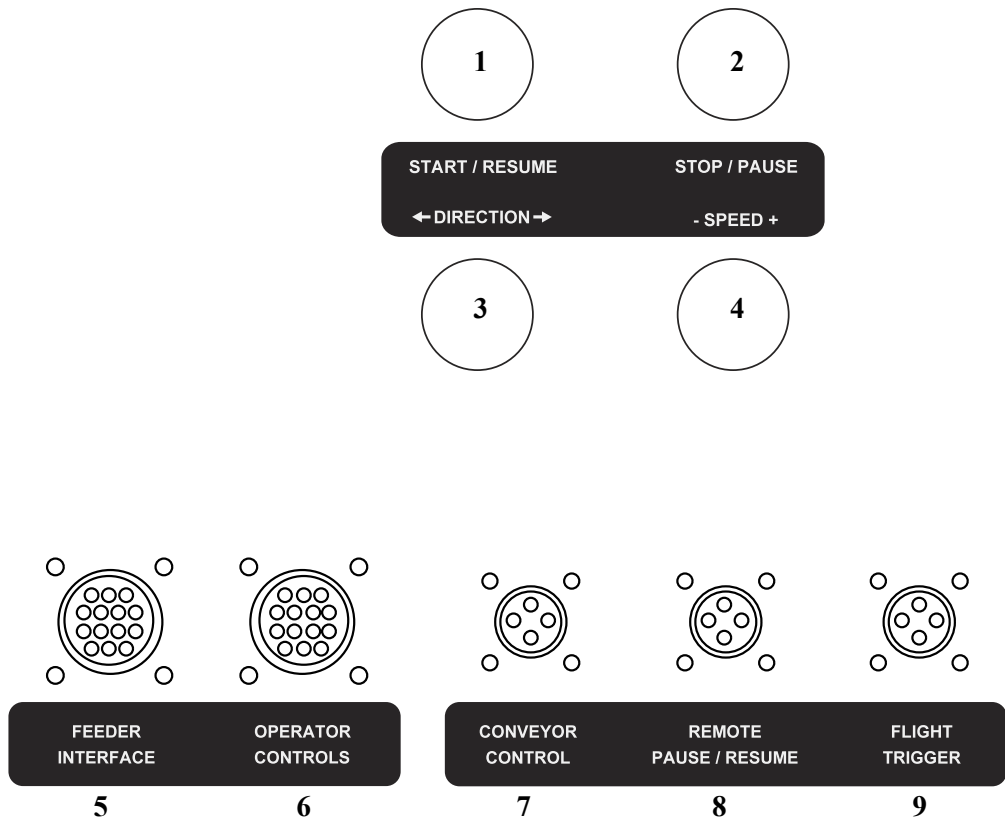 1 2
START / RESUME STOP / PAUSE
←DIRECTION→ - SPEED +
3 4
FEEDER OPERATOR CONVEYOR REMOTE FLIGHT
INTERFACE CONTROLS CONTROL PAUSE / RESUME TRIGGER
5 6 7 8 9